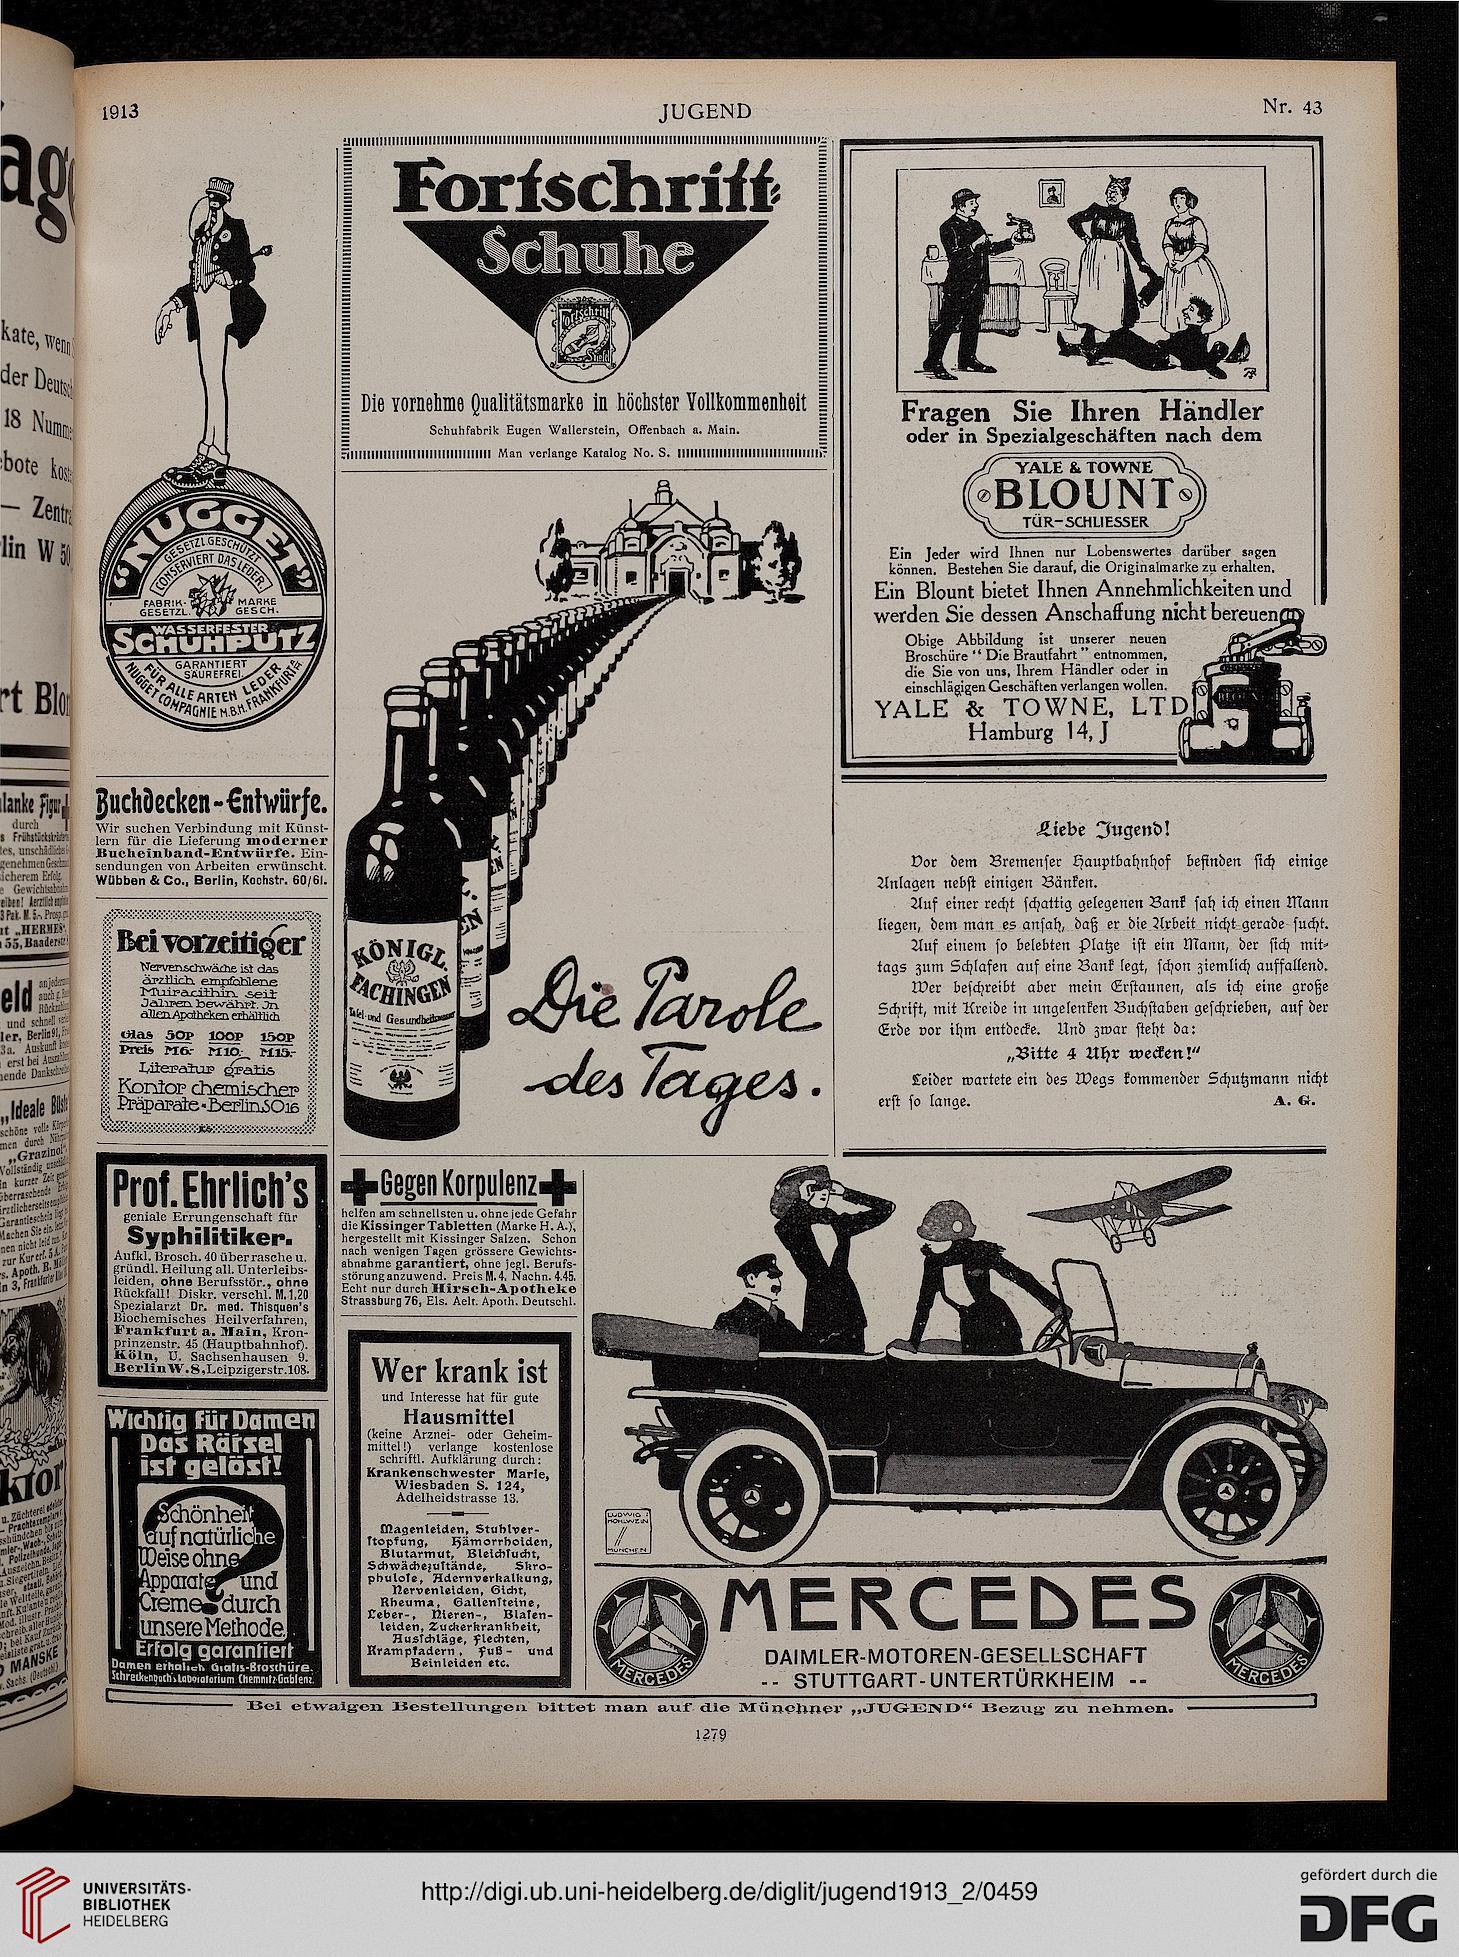 1913
JUGEND
Nr. 43
"NUGGET"
GESETZL. GESCHÜTZT
CONSERVIERT DAS LEDER
FABRIK- MARKE
GESETZL. GESCH.
WASSERFESTER
SCHUHPUTZ
GARANTIERT
SÄUREFREI.
FÜR ALLE ARTEN LEDER
NUGGET COMPAGNIE M.B.H. FRANKFURT
Buchdecken-Entwürfe.
Wir suchen Verbindung mit Künst-
lern für die Lieferung moderner
Bucheinband-Entwürfe. Ein-
sendungen von Arbeiten erwünscht.
Wübben & Co., Berlin, Kochstr. 60/61.
Bei vorzeitiger
Nervenschwäche ist das
ärztlich empfohlene
Muiracithin seit
Jahren bewährt. In
allen Apotheken erhältlich
Glas 50P 100P 150P
Preis M6.- M10.- M15.-
Literatur gratis
Kontor chemischer
Präparate-Berlin SO16
Prof. Ehrlich's
geniale Errungenschaft für
Syphilitiker.
Aufkl. Brosch. 40 über rasche u.
gründl. Heilung all. Unterleibs-
leiden, ohne Berufsstör., ohne
Rückfall! Diskr. verschl. M. 1.20
Spezialarzt Dr. med. Thisquen's
Biochemisches Heilverfahren,
Frankfurt a. Main, Kron-
prinzenstr. 45 (Hauptbahnhof).
Köln, U. Sachsenhausen 9.
Berlin W. 8, Leipzigerstr. 108.
Wichtig für Damen
Das Rätsel
ist gelöst!
Schönheit
auf natürliche
Weise ohne
Apparate und
Creme durch
unsere Methode.
Erfolg garantiert
Damen erhalten Gratis-Broschüre.
Schreckenbach's Laboratorium Chemnitz-Gablenz.
Fortschritt-
Schuhe
Fortschritt
Stiefel
Die vornehme Qualitätsmarke in höchster Vollkommenheit
Schuhfabrik Eugen Wallerstein, Offenbach a. Main.
Man verlange Katalog No. S.
KÖNIGL.
FACHINGEN
Tafel- und Gesundheitswasser
Die Parole
des Tages.
Gegen Korpulenz
helfen am schnellsten u. ohne jede Gefahr
die Kissinger Tabletten (Marke H. A.),
hergestellt mit Kissinger Salzen. Schon
nach wenigen Tagen grössere Gewichts-
abnahme garantiert, ohne jegl. Berufs-
störung anzuwend. Preis M. 4, Nachn. 4.45.
Echt nur durch Hirsch-Apotheke
Strassburg 76, Els. Aelt. Apoth. Deutschl.
Wer krank ist
und Interesse hat für gute
Hausmittel
(keine Arznei- oder Geheim-
mittel!) verlange kostenlose
schriftl. Aufklärung durch:
Krankenschwester Marie,
Wiesbaden S. 124,
Adelheidstrasse 13.
Magenleiden, Stuhlver-
stopfung, Hämorrhoiden,
Blutarmut, Bleichsucht,
Schwächezustände, Skro-
phulose, Adernverkalkung,
Nervenleiden, Gicht,
Rheuma, Gallensteine,
Leber-, Nieren-, Blasen-
leiden, Zuckerkrankheit,
Ausschläge, Flechten,
Krampfadern, Fuß- und
Beinleiden etc.
Fragen Sie Ihren Händler
oder in Spezialgeschäften nach dem
YALE & TOWNE
BLOUNT
TÜR-SCHLIESSER
Ein Jeder wird Ihnen nur Lobenswertes darüber sagen
können. Bestehen Sie darauf, die Originalmarke zu erhalten.
Ein Blount bietet Ihnen Annehmlichkeiten und
werden Sie dessen Anschaffung nicht bereuen
Obige Abbildung ist unserer neuen
Broschüre "Die Brautfahrt" entnommen,
die Sie von uns, Ihrem Händler oder in
einschlägigen Geschäften verlangen wollen.
YALE & TOWNE, LTD
Hamburg 14, J
Liebe Jugend!
Vor dem Bremenser Hauptbahnhof befinden sich einige
Anlagen nebst einigen Bänken.
Auf einer recht schattig gelegenen Bank sah ich einen Mann
liegen, dem man es ansah, daß er die Arbeit nicht gerade sucht.
Auf einem so belebten Platze ist ein Mann, der sich mit-
tags zum Schlafen auf eine Bank legt, schon ziemlich auffallend.
Wer beschreibt aber mein Erstaunen, als ich eine große
Schrift, mit Kreide in ungelenken Buchstaben geschrieben, auf der
Erde vor ihm entdecke. Und zwar steht da:
„Bitte 4 Uhr wecken!“
Leider wartete ein des Wegs kommender Schutzmann nicht
erst so lange. A. G.
LUDWIG
HOHLWEIN
MÜNCHEN
MERCEDES
MERCEDES
MERCEDES
DAIMLER-MOTOREN-GESELLSCHAFT
-- STUTTGART-UNTERTÜRKHEIM --
Bei etwaigen Bestellungen bittet man auf die Münchner „JUGEND“ Bezug zu nehmen.
1279
UNIVERSITÄTS-
BIBLIOTHEK
HEIDELBERG
http://digi.ub.uni-heidelberg.de/diglit/jugend1913_2/0459
gefördert durch die
DFG